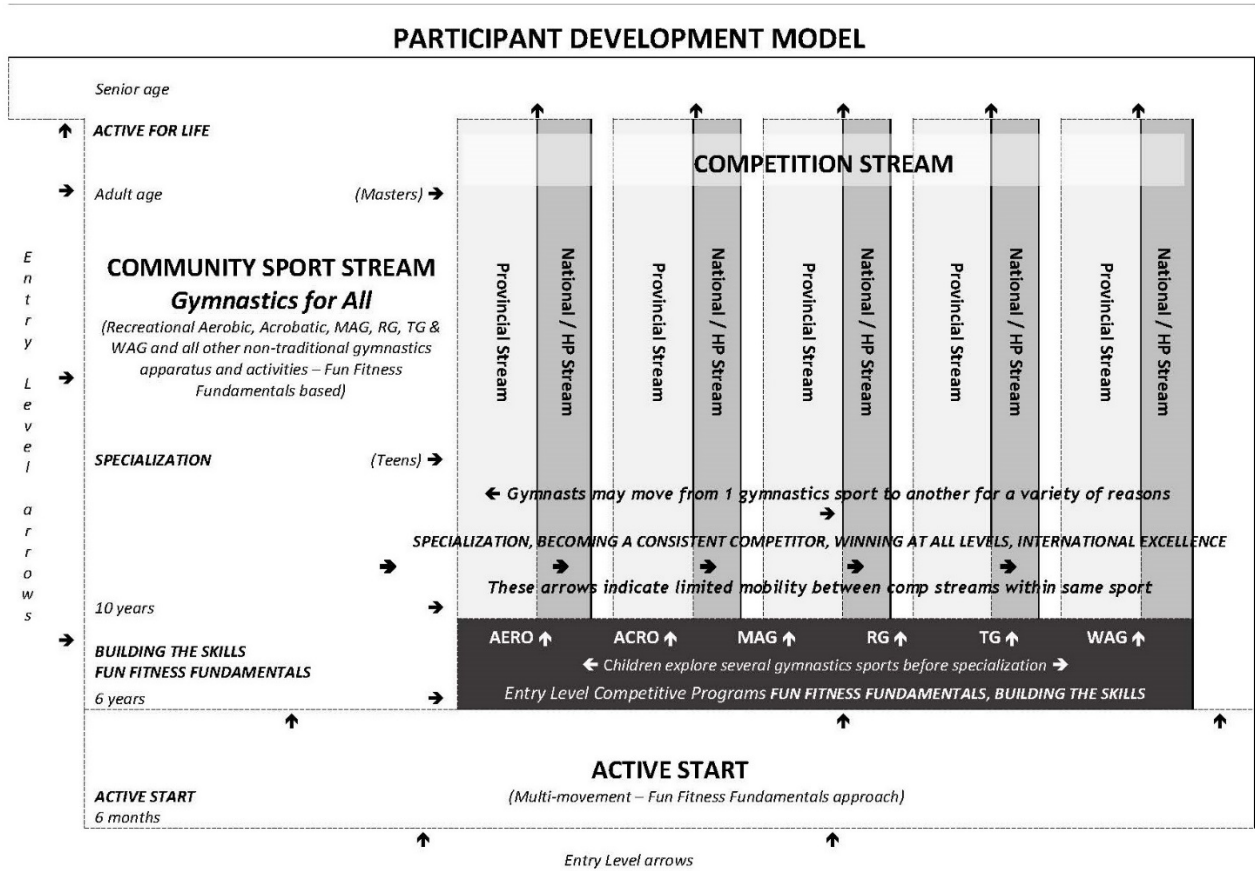 PARTICIPANT DEVELOPMENT MODEL
Senior age
ACTIVE FOR LIFE
COMPETITION STREAM
Adult age
(Masters) →
Entry Level arrows
COMMUNITY SPORT STREAM
Gymnastics for All
(Recreational Aerobic, Acrobatic, MAG, RG, TG &
WAG and all other non-traditional gymnastics
apparatus and activities – Fun Fitness
Fundamentals based)
Provincial Stream
National / HP Stream
Provincial Stream
National / HP Stream
Provincial Stream
National / HP Stream
Provincial Stream
National / HP Stream
Provincial Stream
National / HP Stream
SPECIALIZATION
(Teens) →
← Gymnasts may move from 1 gymnastics sport to another for a variety of reasons
→
SPECIALIZATION, BECOMING A CONSISTENT COMPETITOR, WINNING AT ALL LEVELS, INTERNATIONAL EXCELLENCE
These arrows indicate limited mobility between comp streams within same sport
10 years →
AERO ↑ ACRO ↑ MAG ↑ RG ↑ TG ↑ WAG ↑
BUILDING THE SKILLS
FUN FITNESS FUNDAMENTALS
← Children explore several gymnastics sports before specialization →
6 years →
Entry Level Competitive Programs FUN FITNESS FUNDAMENTALS, BUILDING THE SKILLS
ACTIVE START
(Multi-movement – Fun Fitness Fundamentals approach)
ACTIVE START
6 months
Entry Level arrows